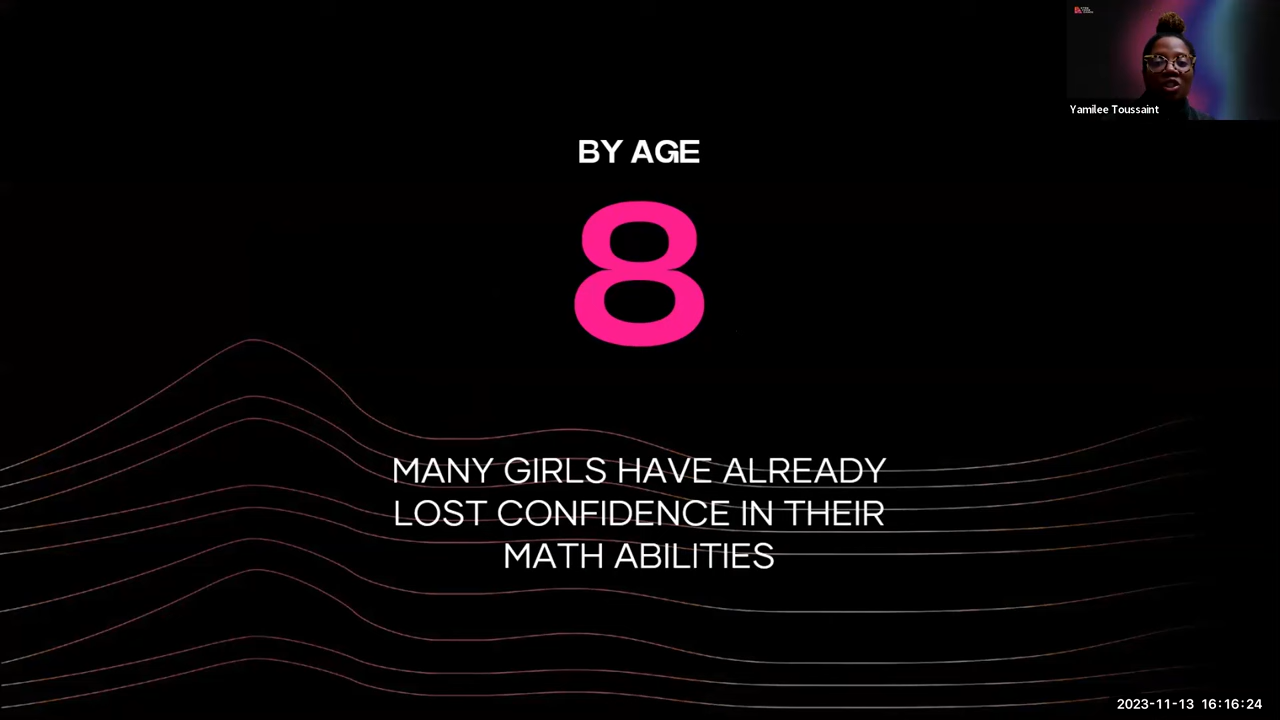 Yamilee Toussaint
BY AGE
8
MANY GIRLS HAVE ALREADY
LOST CONFIDENCE IN THEIR
MATH ABILITIES
2023-11-13 16:16:24